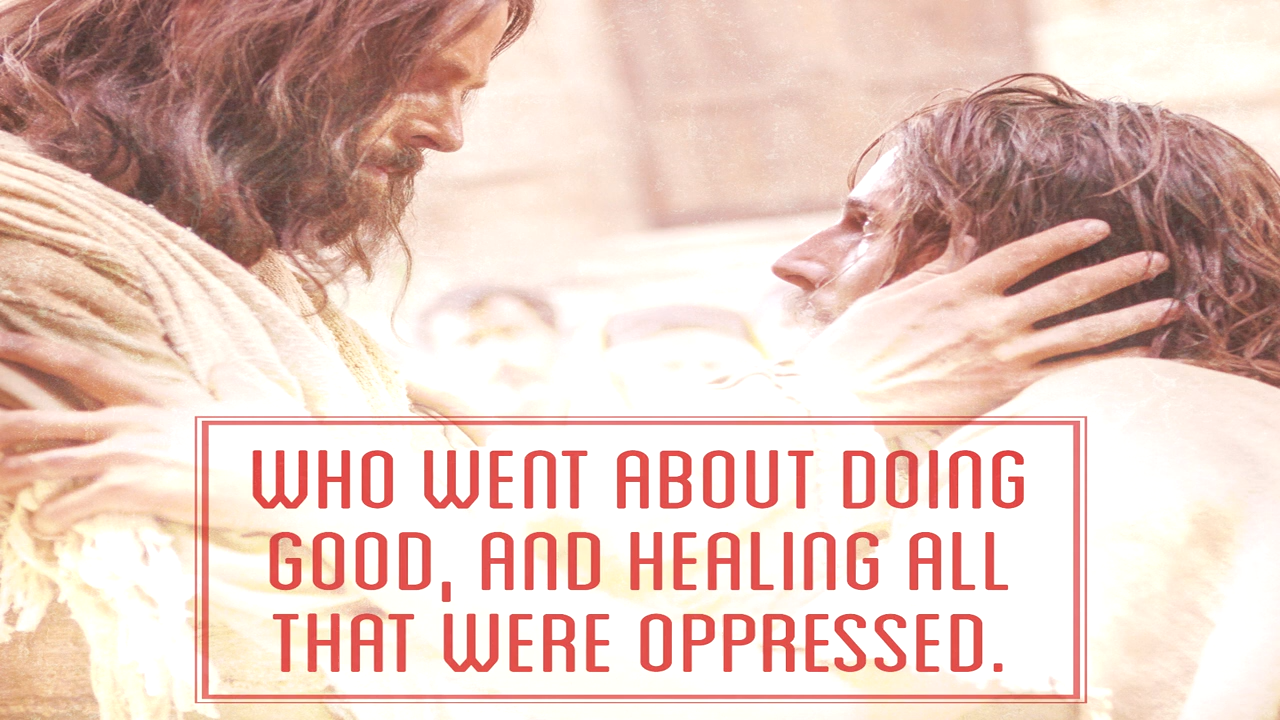 WHO WENT ABOUT DOING
GOOD, AND HEALING ALL
THAT WERE OPPRESSED.